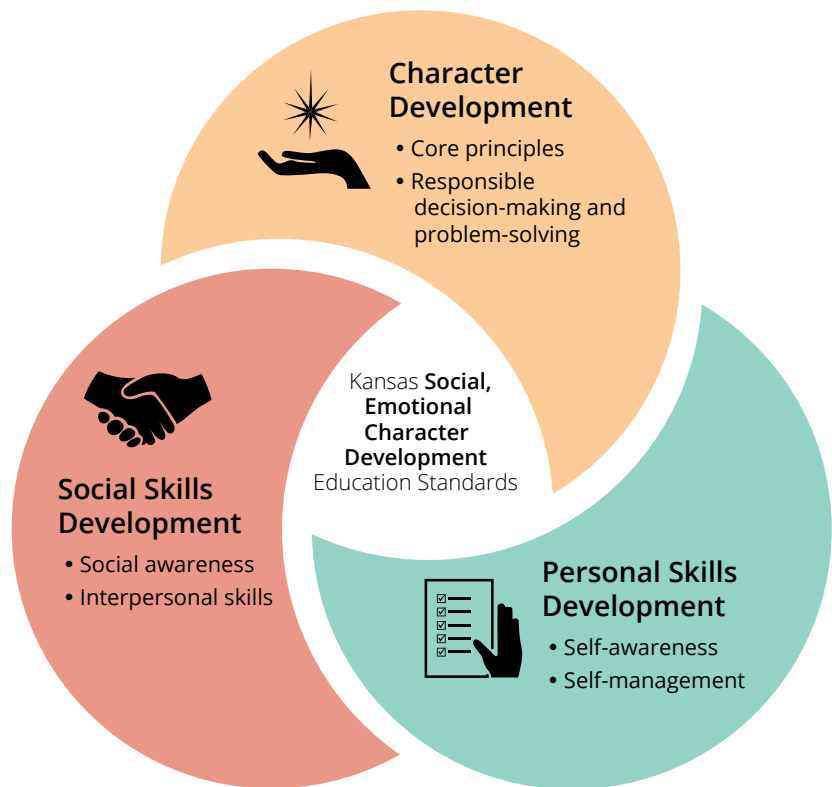 Character
Development
• Core principles
• Responsible
decision-making and
problem-solving
Kansas Social,
Emotional
Character
Development
Education Standards
Social Skills
Development
• Social awareness
• Interpersonal skills
Personal Skills
Development
• Self-awareness
• Self-management